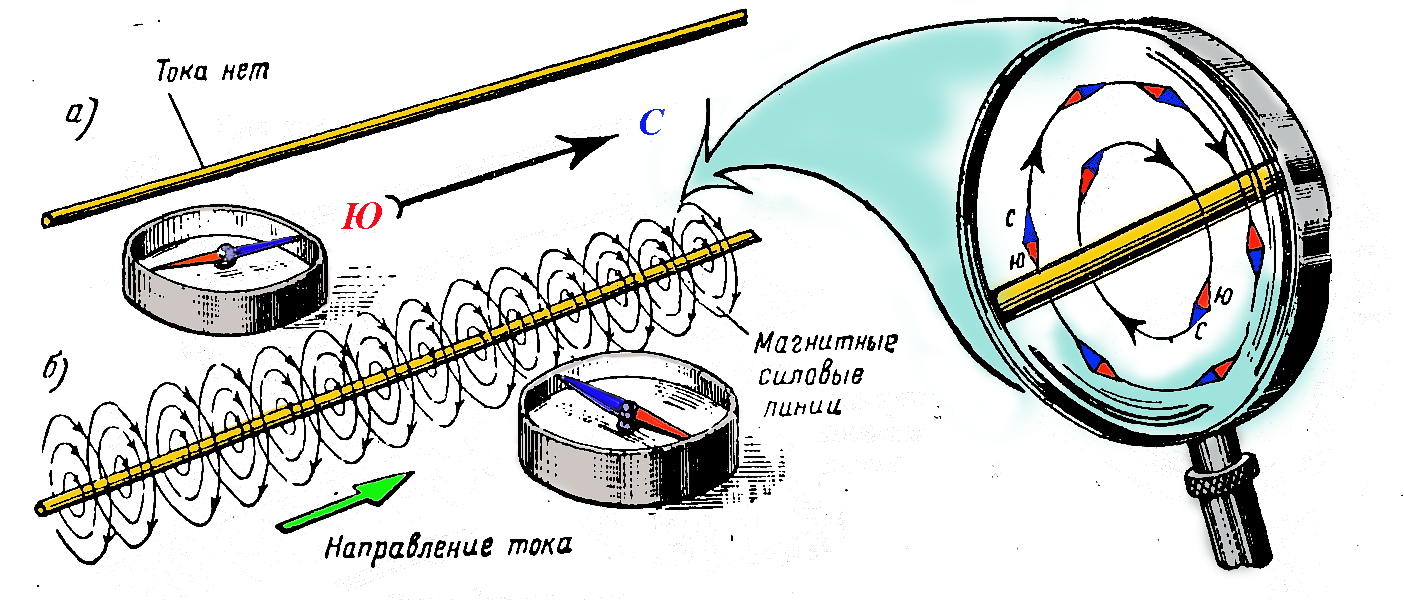 Тока нет
а)
С
Ю
б)
Магнитные
силовые
линии
Направление тока
С
Ю
Ю
С